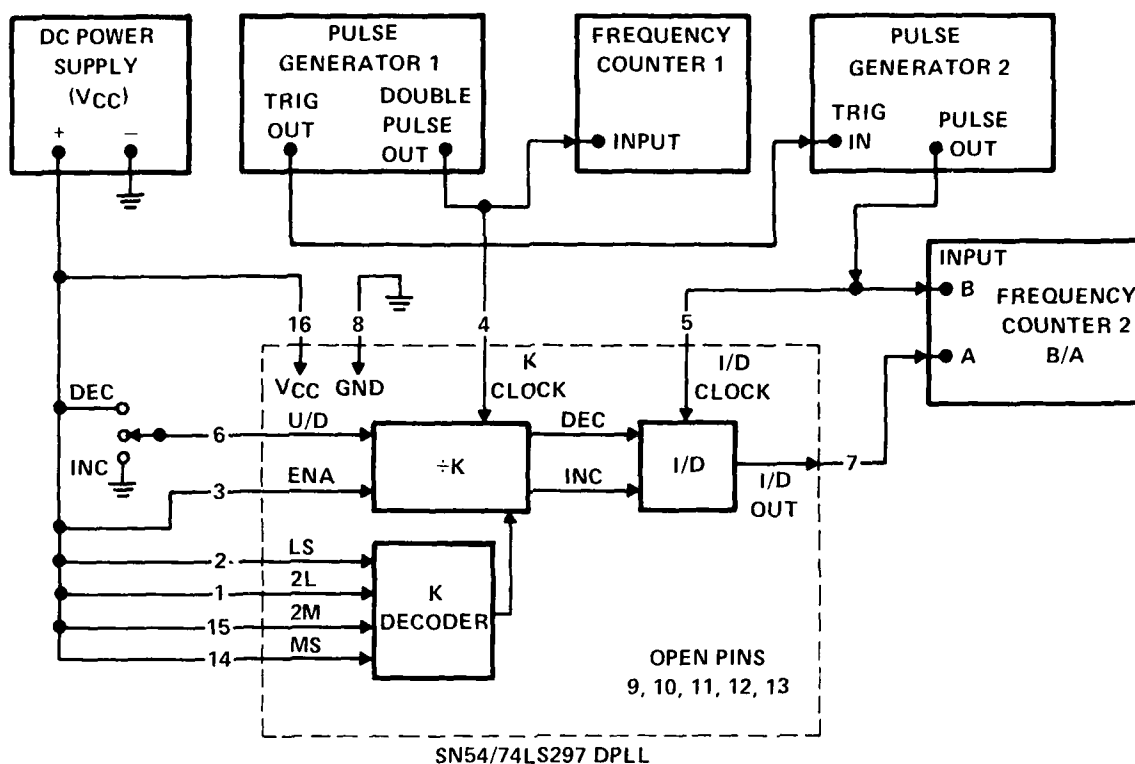 DC POWER
SUPPLY
(VCC)
+ −
PULSE
GENERATOR 1
TRIG
OUT
DOUBLE
PULSE
OUT
FREQUENCY
COUNTER 1
INPUT
PULSE
GENERATOR 2
TRIG
IN
PULSE
OUT
INPUT
B
A
FREQUENCY
COUNTER 2
B/A
16
8
4
5
VCC
GND
K
CLOCK
I/D
CLOCK
DEC
INC
6
U/D
3
ENA
÷K
DEC
INC
I/D
I/D
OUT
7
2
LS
1
2L
15
2M
14
MS
K
DECODER
OPEN PINS
9, 10, 11, 12, 13
SN54/74LS297 DPLL